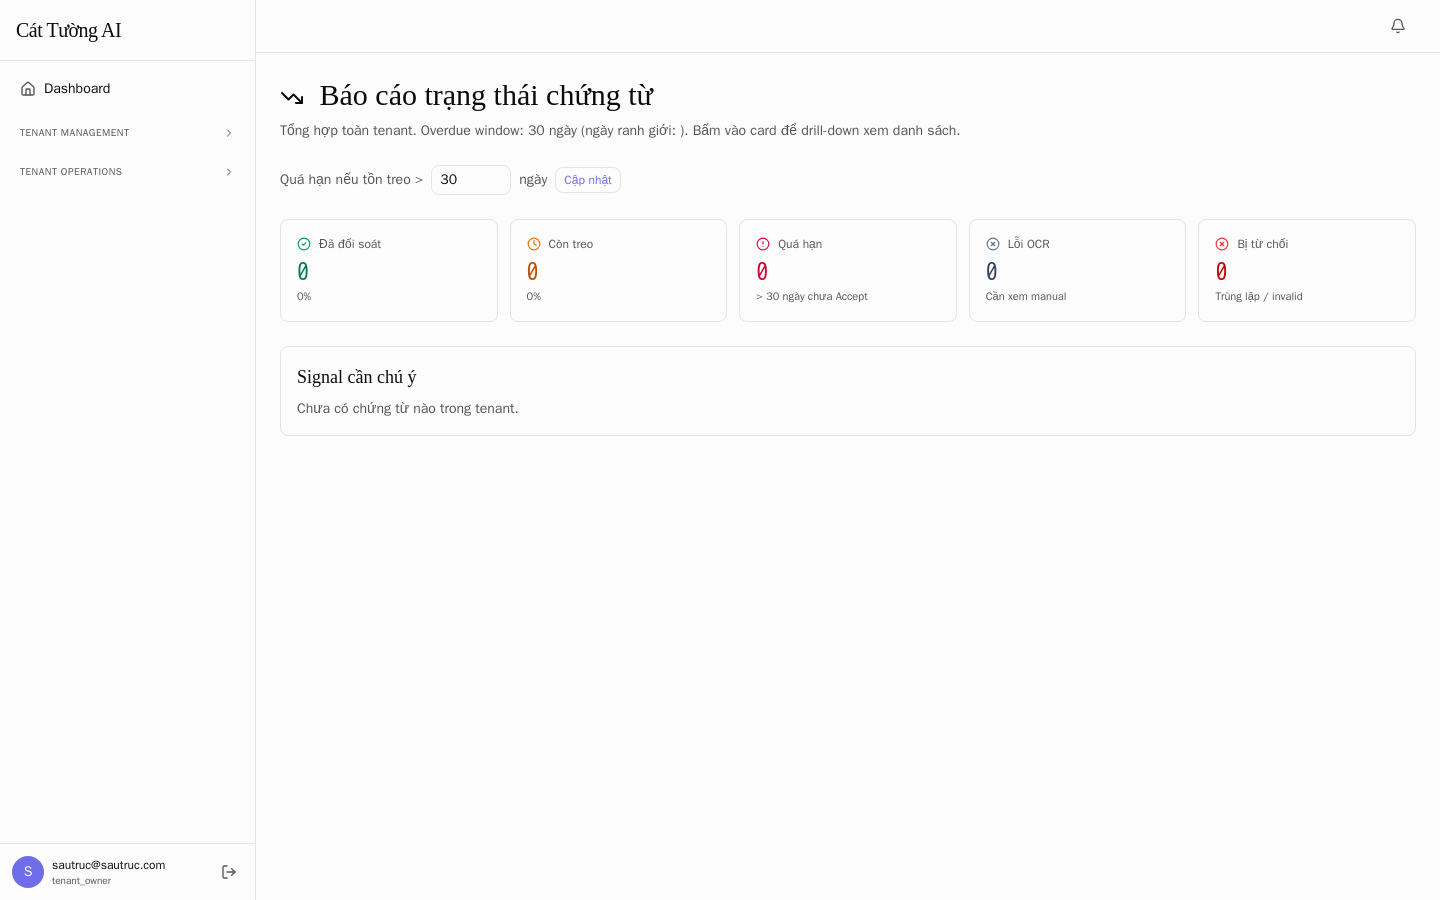 Cát Tường AI
Dashboard
TENANT MANAGEMENT
TENANT OPERATIONS
Báo cáo trạng thái chứng từ
Tổng hợp toàn tenant. Overdue window: 30 ngày (ngày ranh giới: ). Bấm vào card để drill-down xem danh sách.
Quá hạn nếu tồn treo > 30 ngày Cập nhật
Đã đối soát
0
0%
Còn treo
0
0%
Quá hạn
0
> 30 ngày chưa Accept
Lỗi OCR
0
Cần xem manual
Bị từ chối
0
Trùng lặp / invalid
Signal cần chú ý
Chưa có chứng từ nào trong tenant.
S
sautruc@sautruc.com
tenant_owner